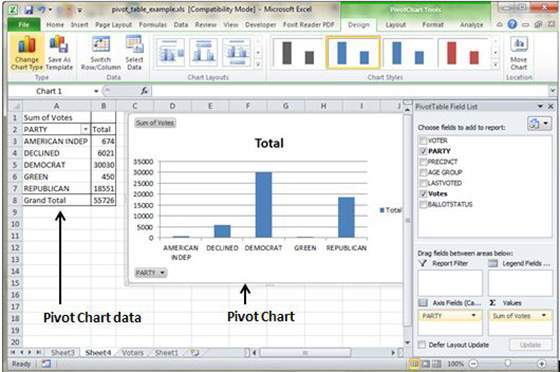 pivot_table_example.xls [Compatibility Mode] - Microsoft Excel
PivotChart Tools
File Home Insert Page Layout Formulas Data Review View Developer Foxit Reader PDF Design Layout Format Analyze
Change Chart Type
Save As Template
Switch Row/Column
Select Data
Move Chart
Type Data Chart Layouts Chart Styles Location
Chart 1 fx
A B C D E F G H I J
1 Sum of Votes
2 PARTY Total
3 AMERICAN INDEP 674
4 DECLINED 6021
5 DEMOCRAT 30030
6 GREEN 450
7 REPUBLICAN 18551
8 Grand Total 55726
9
10
11
12
13
14
15
16
17
18
19
20
Sum of Votes
Total
35000
30000
25000
20000
15000
10000
5000
0
AMERICAN INDEP
DECLINED
DEMOCRAT
GREEN
REPUBLICAN
Total
PARTY
Pivot Chart data
Pivot Chart
PivotTable Field List
Choose fields to add to report:
VOTER
PARTY
PRECINCT
AGE GROUP
LASTVOTED
Votes
BALLOTSTATUS
Drag fields between areas below:
Report Filter
Legend Fields ...
Axis Fields (Ca...
Σ Values
PARTY
Sum of Votes
Defer Layout Update
Update
Sheet3 Sheet4 Voters Sheet1
Ready
100%